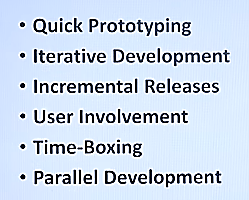 • Quick Prototyping
• Iterative Development
• Incremental Releases
• User Involvement
• Time-Boxing
• Parallel Development